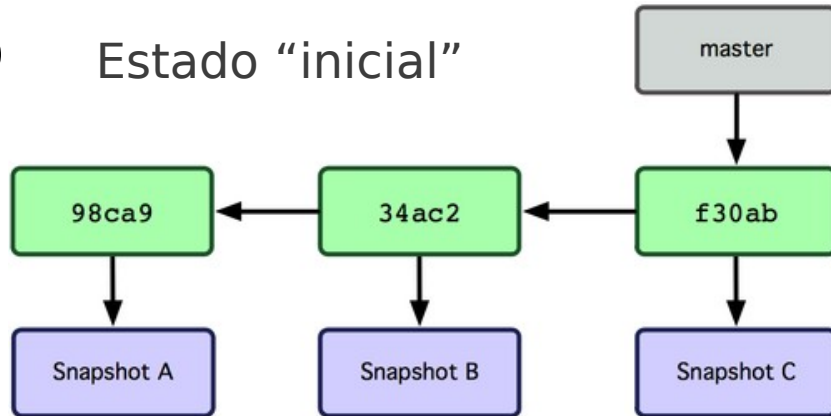 Estado “inicial”
master
98ca9
34ac2
f30ab
Snapshot A
Snapshot B
Snapshot C